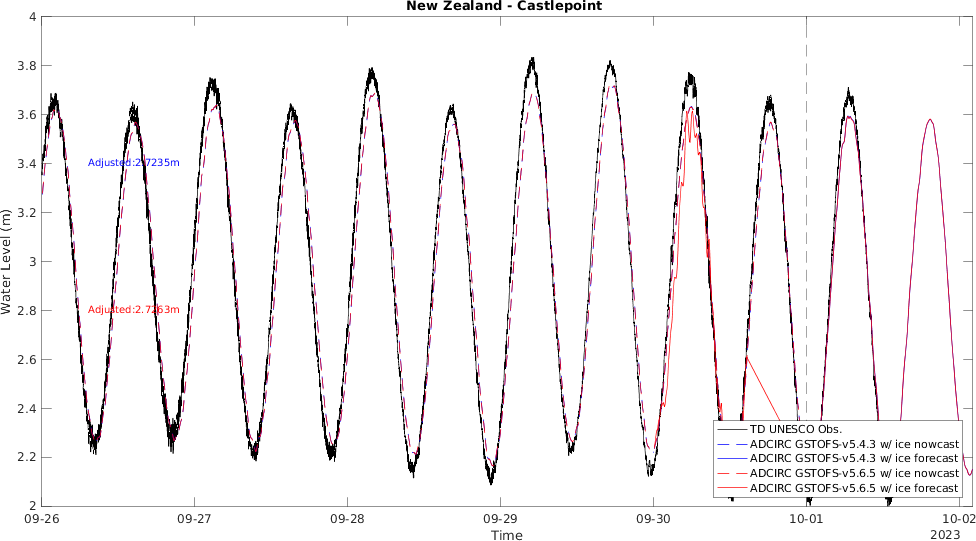 New Zealand - Castlepoint
4
3.8
3.6
3.4
3.2
3
2.8
2.6
2.4
2.2
2
Water Level (m)
Adjusted:2.7235m
Adjusted:2.7263m
TD UNESCO Obs.
ADCIRC GSTOFS-v5.4.3 w/ ice nowcast
ADCIRC GSTOFS-v5.4.3 w/ ice forecast
ADCIRC GSTOFS-v5.6.5 w/ ice nowcast
ADCIRC GSTOFS-v5.6.5 w/ ice forecast
09-26 09-27 09-28 09-29 09-30 10-01 10-02
Time
2023